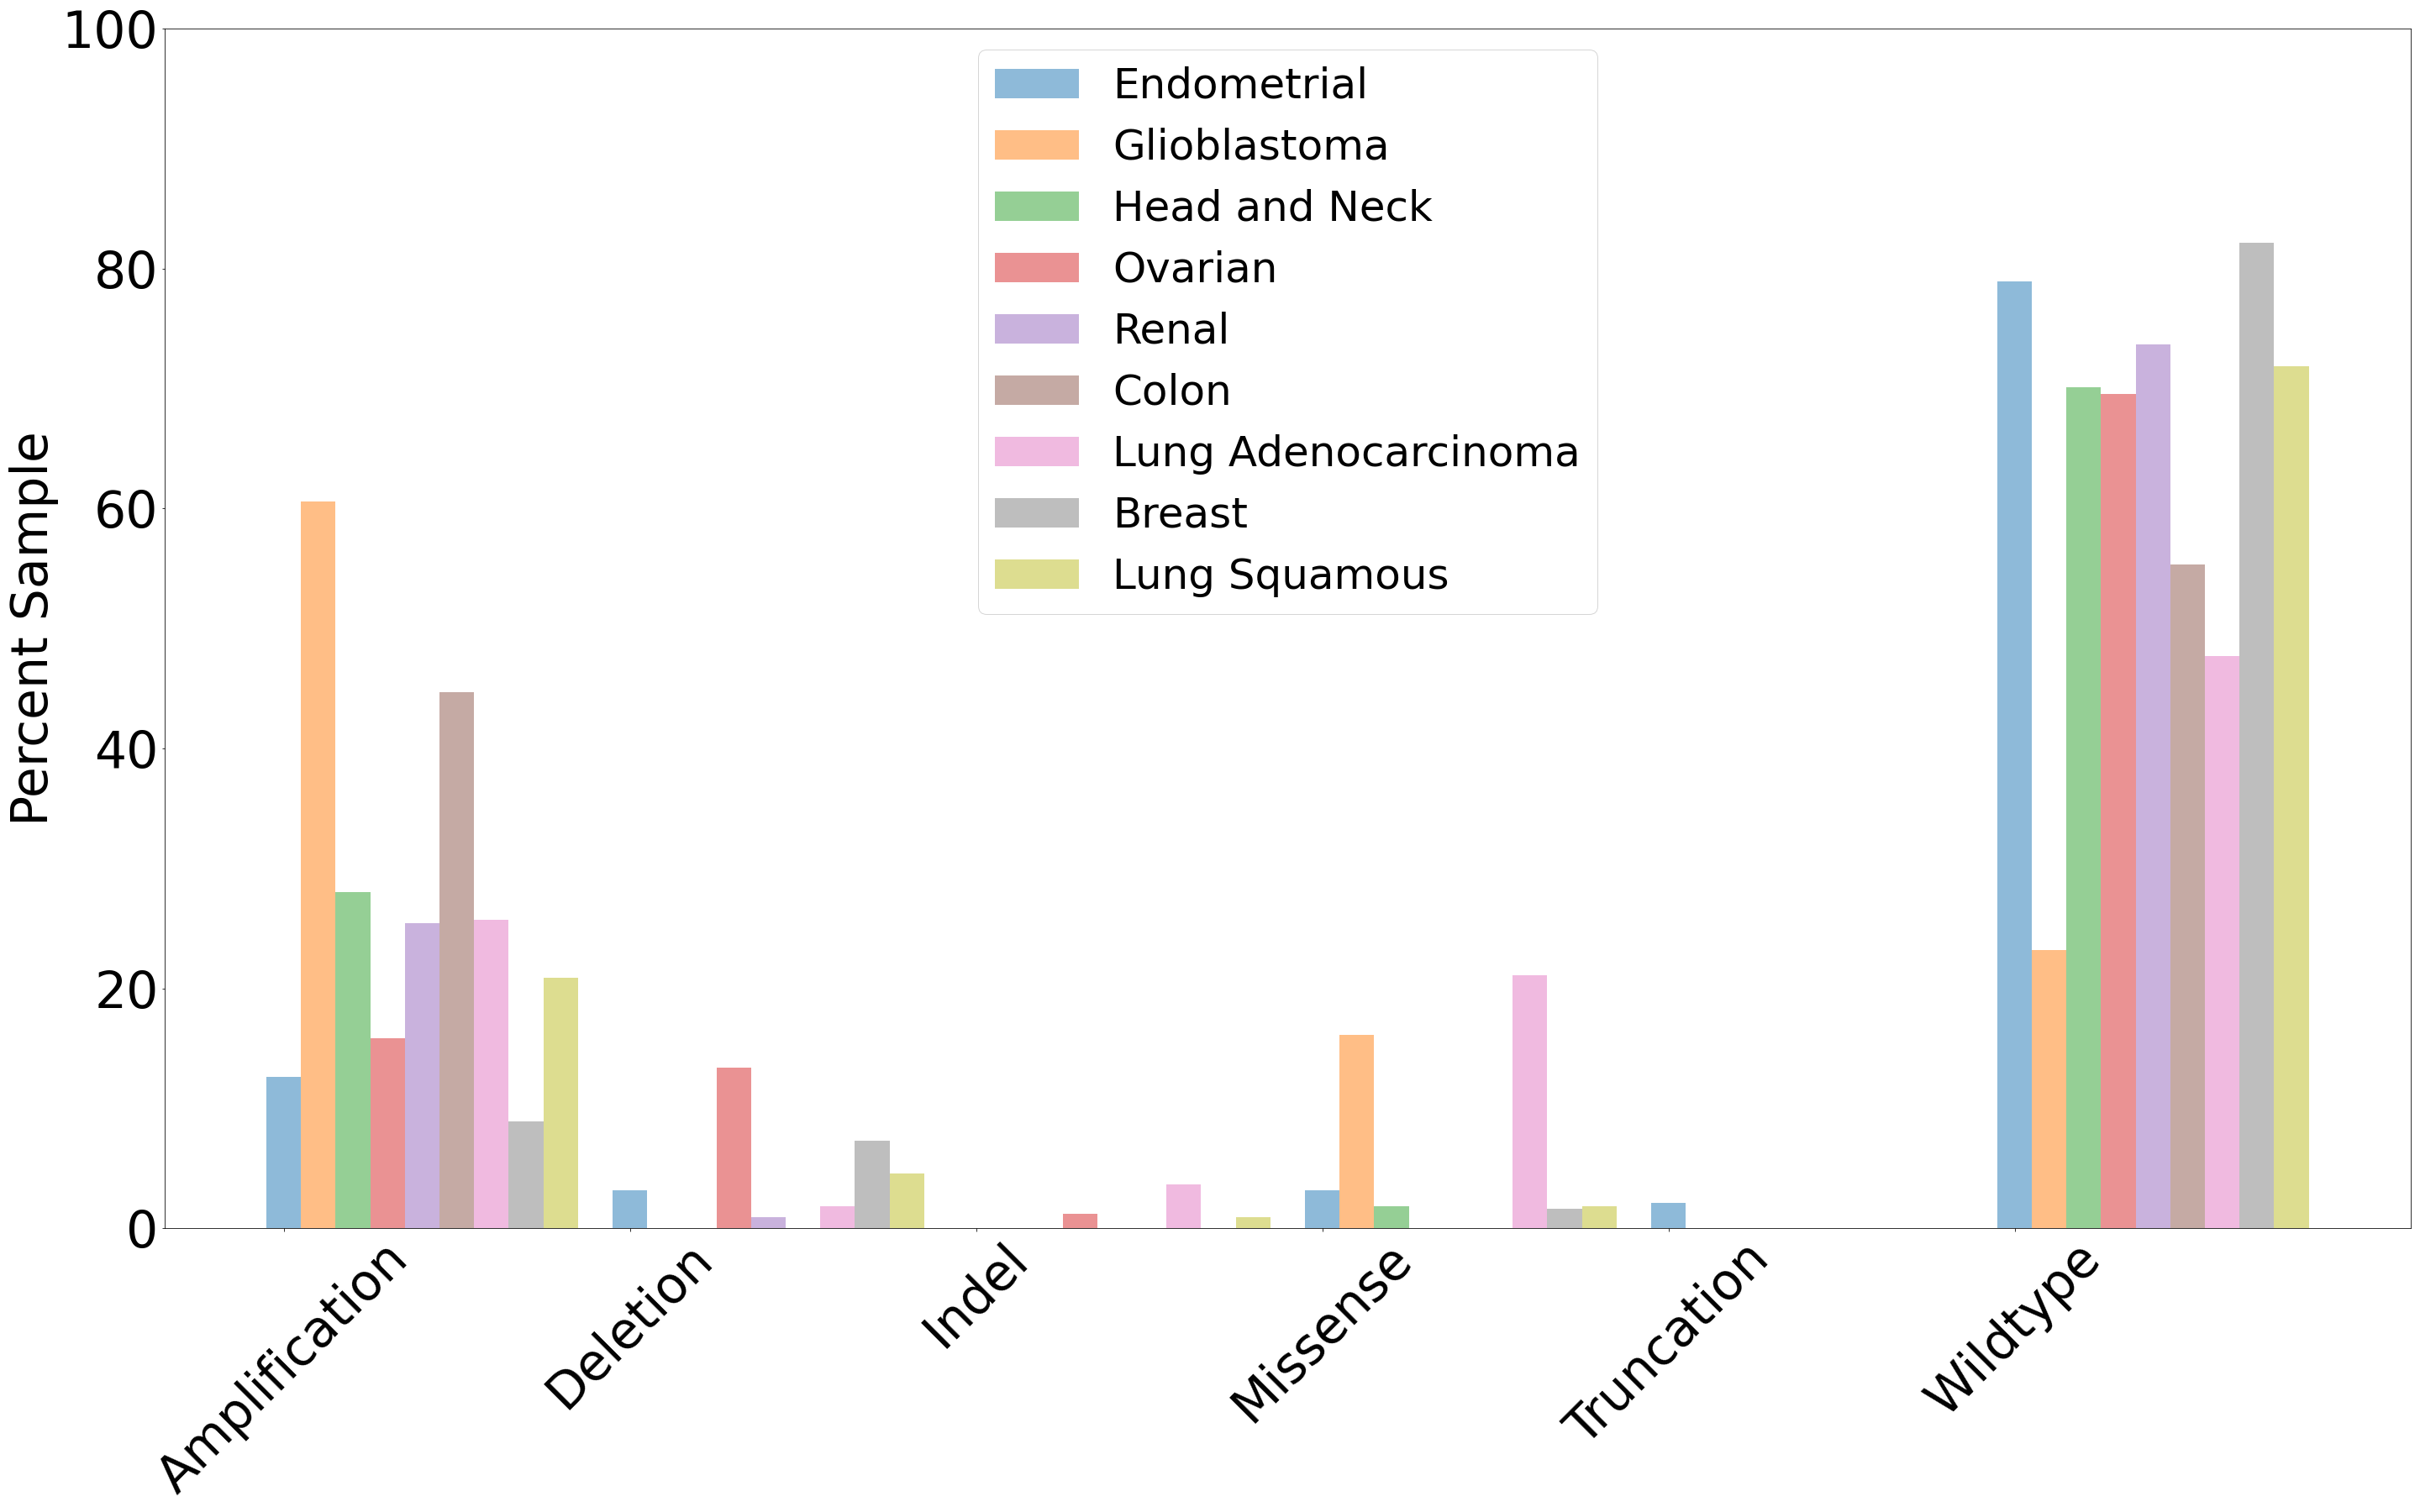 100
80
60
40
20
0
Percent Sample
Endometrial
Glioblastoma
Head and Neck
Ovarian
Renal
Colon
Lung Adenocarcinoma
Breast
Lung Squamous
Amplification
Deletion
Indel
Missense
Truncation
Wildtype